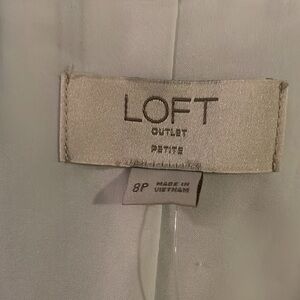 LOFT
OUTLET
PETITE
8P MADE IN
VIETNAM